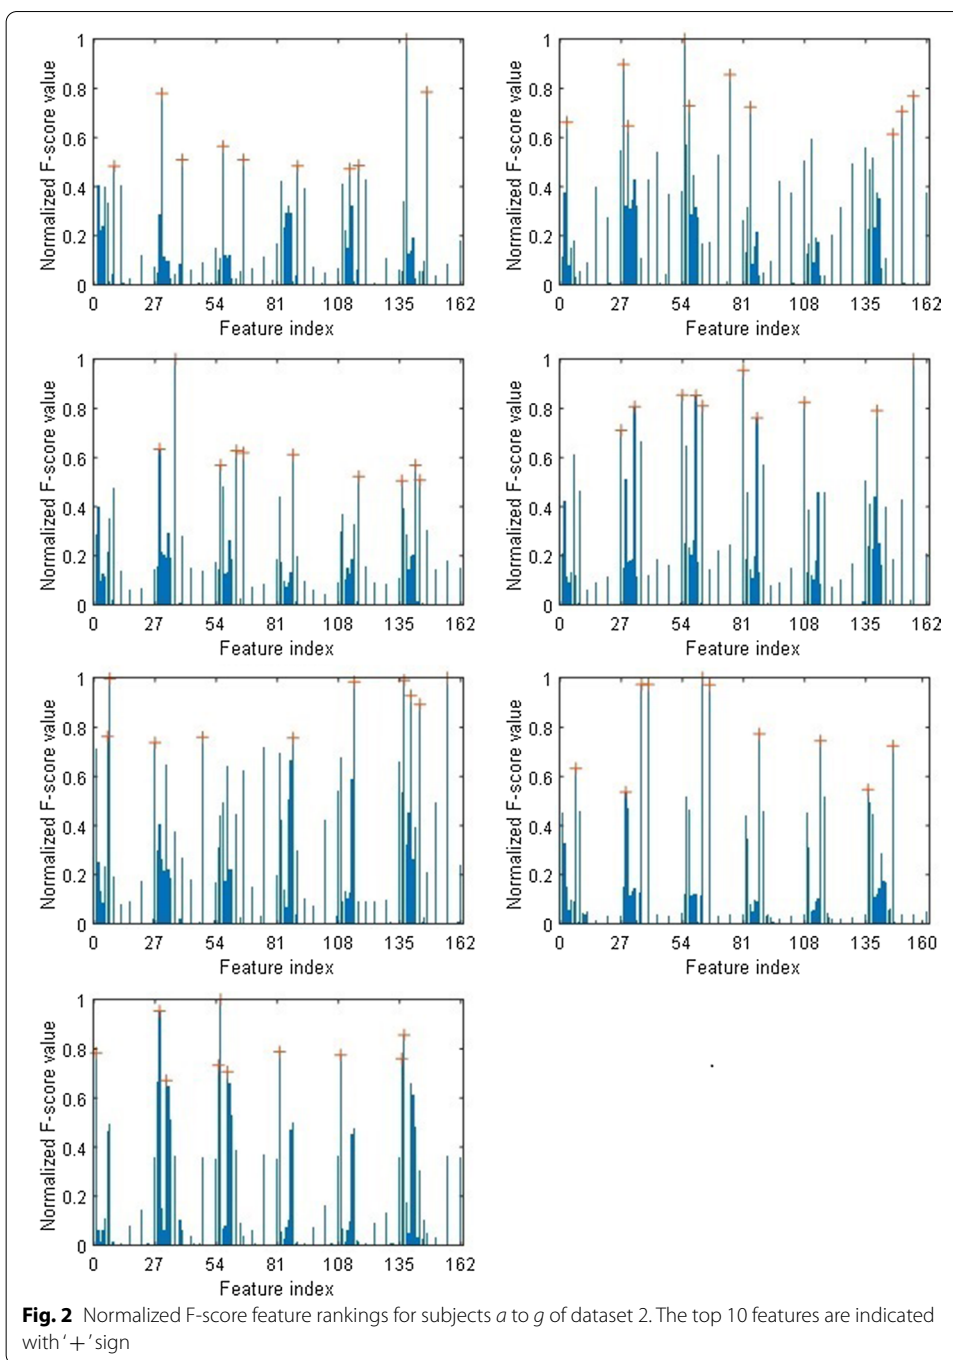 1
0.8
0.6
0.4
0.2
0
0 27 54 81 108 135 162
Normalized F-score value
Feature index
1
0.8
0.6
0.4
0.2
0
0 27 54 81 108 135 162
Normalized F-score value
Feature index
1
0.8
0.6
0.4
0.2
0
0 27 54 81 108 135 162
Normalized F-score value
Feature index
1
0.8
0.6
0.4
0.2
0
0 27 54 81 108 135 162
Normalized F-score value
Feature index
1
0.8
0.6
0.4
0.2
0
0 27 54 81 108 135 162
Normalized F-score value
Feature index
1
0.8
0.6
0.4
0.2
0
0 27 54 81 108 135 160
Normalized F-score value
Feature index
1
0.8
0.6
0.4
0.2
0
0 27 54 81 108 135 162
Normalized F-score value
Feature index
Fig. 2 Normalized F-score feature rankings for subjects a to g of dataset 2. The top 10 features are indicated
with ‘+’ sign